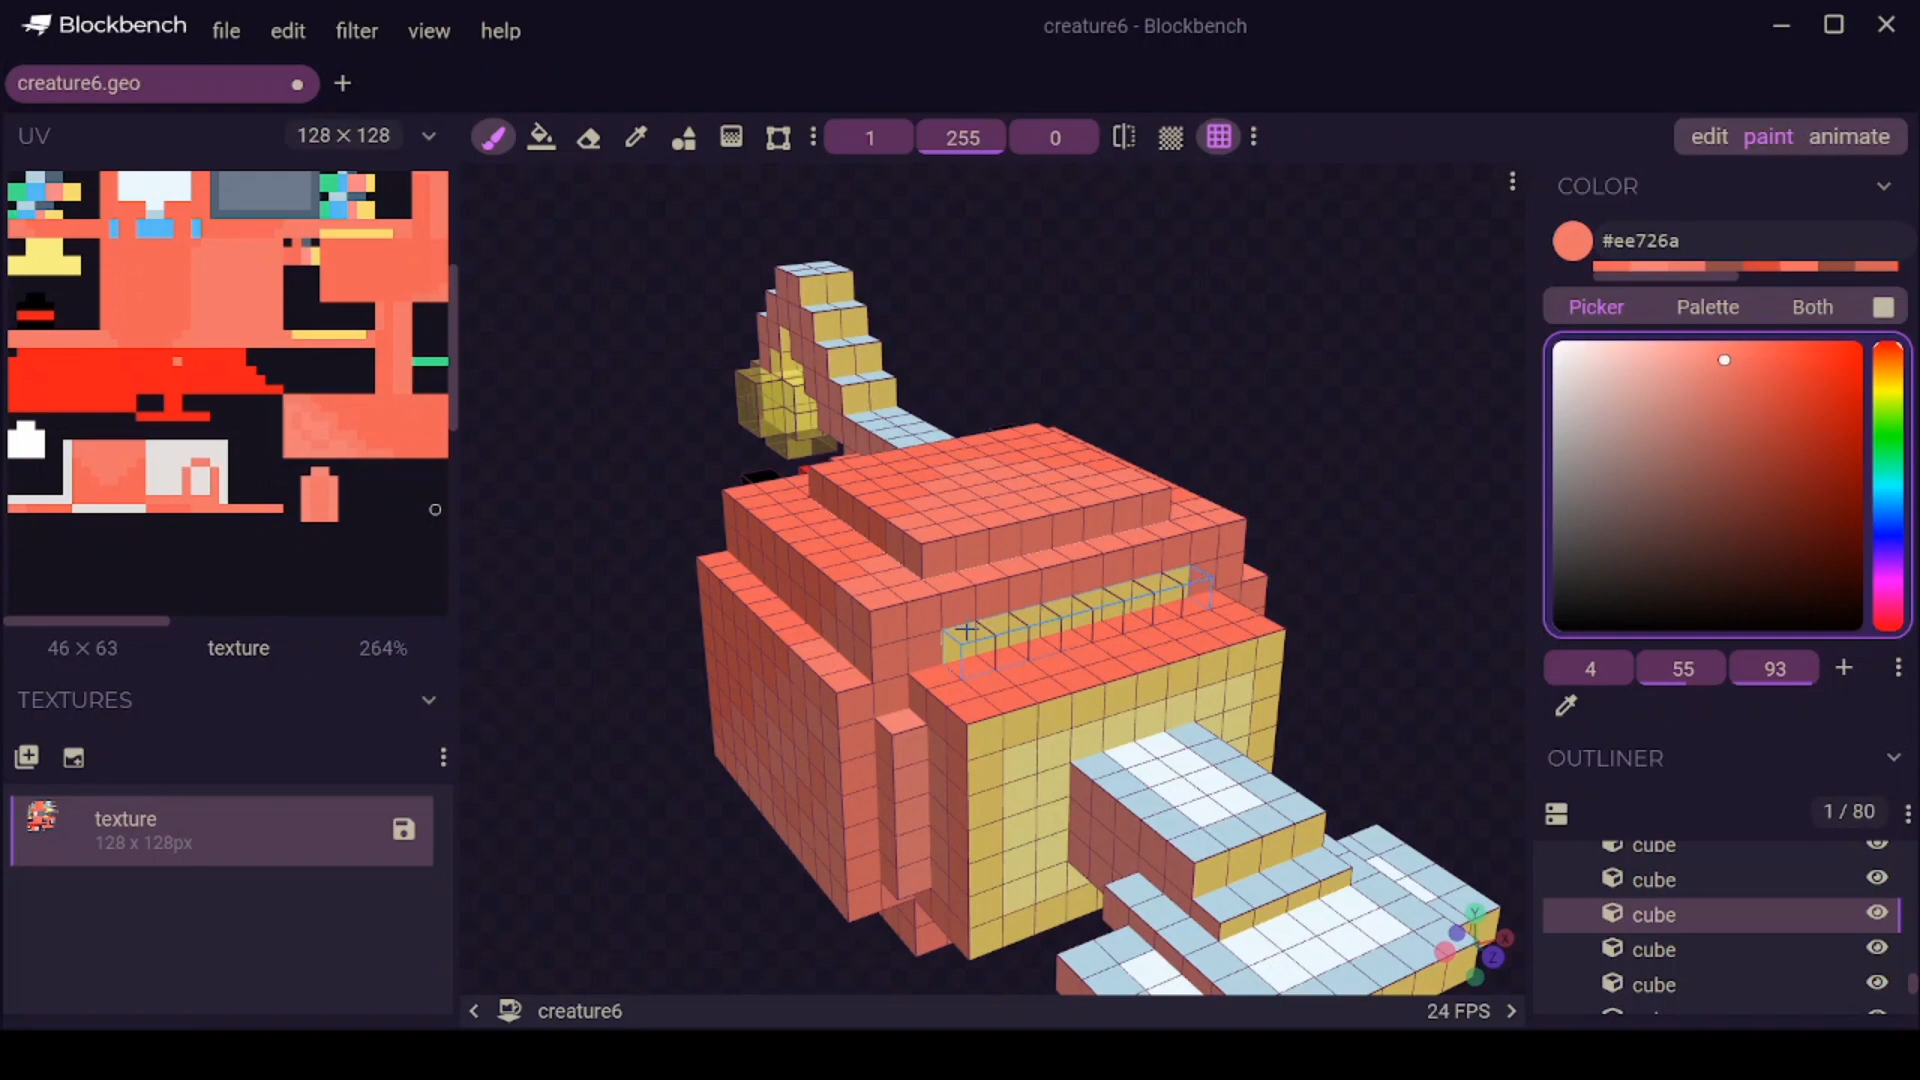 Blockbench
file
edit
filter
view
help
creature6 - Blockbench
creature6.geo
UV
128 × 128
1
255
0
edit
paint
animate
COLOR
#ee726a
Picker
Palette
Both
4
55
93
46 × 63
texture
264%
TEXTURES
texture
128 x 128px
OUTLINER
1 / 80
cube
cube
cube
cube
cube
Y
X
Z
creature6
24 FPS